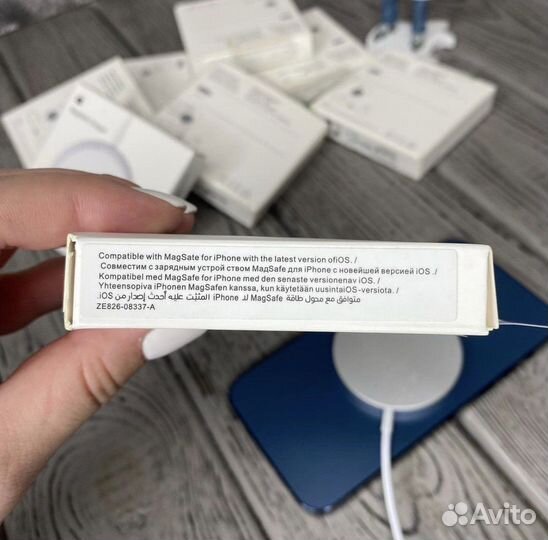 Compatible with MagSate for iPhone with the latest version ofiOS. /
Совместим с зарядным устрой ством MagSafe для iPhone с новейшей версией iOS ./
Kompatibel med MagSafe for iPhone med den senaste versionenav iOS. /
Yhteensopiva iPhonen MagSafen kanssa, kun käytetään uusintaiOS-versiota. /
متوافق مع محول طاقة MagSafe لـ iPhone المثبّت عليه أحدث إصدار من iOS.
ZE826-08337-A
Avito